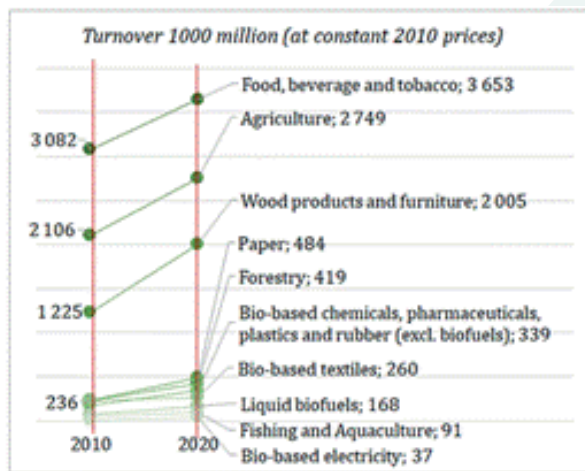 Turnover 1000 million (at constant 2010 prices)
Food, beverage and tobacco; 3 653
3 082
Agriculture; 2 749
2 106
Wood products and furniture; 2 005
Paper; 484
Forestry; 419
1 225
Bio-based chemicals, pharmaceuticals,
plastics and rubber (excl. biofuels); 339
Bio-based textiles; 260
236
Liquid biofuels; 168
Fishing and Aquaculture; 91
Bio-based electricity; 37
2010
2020